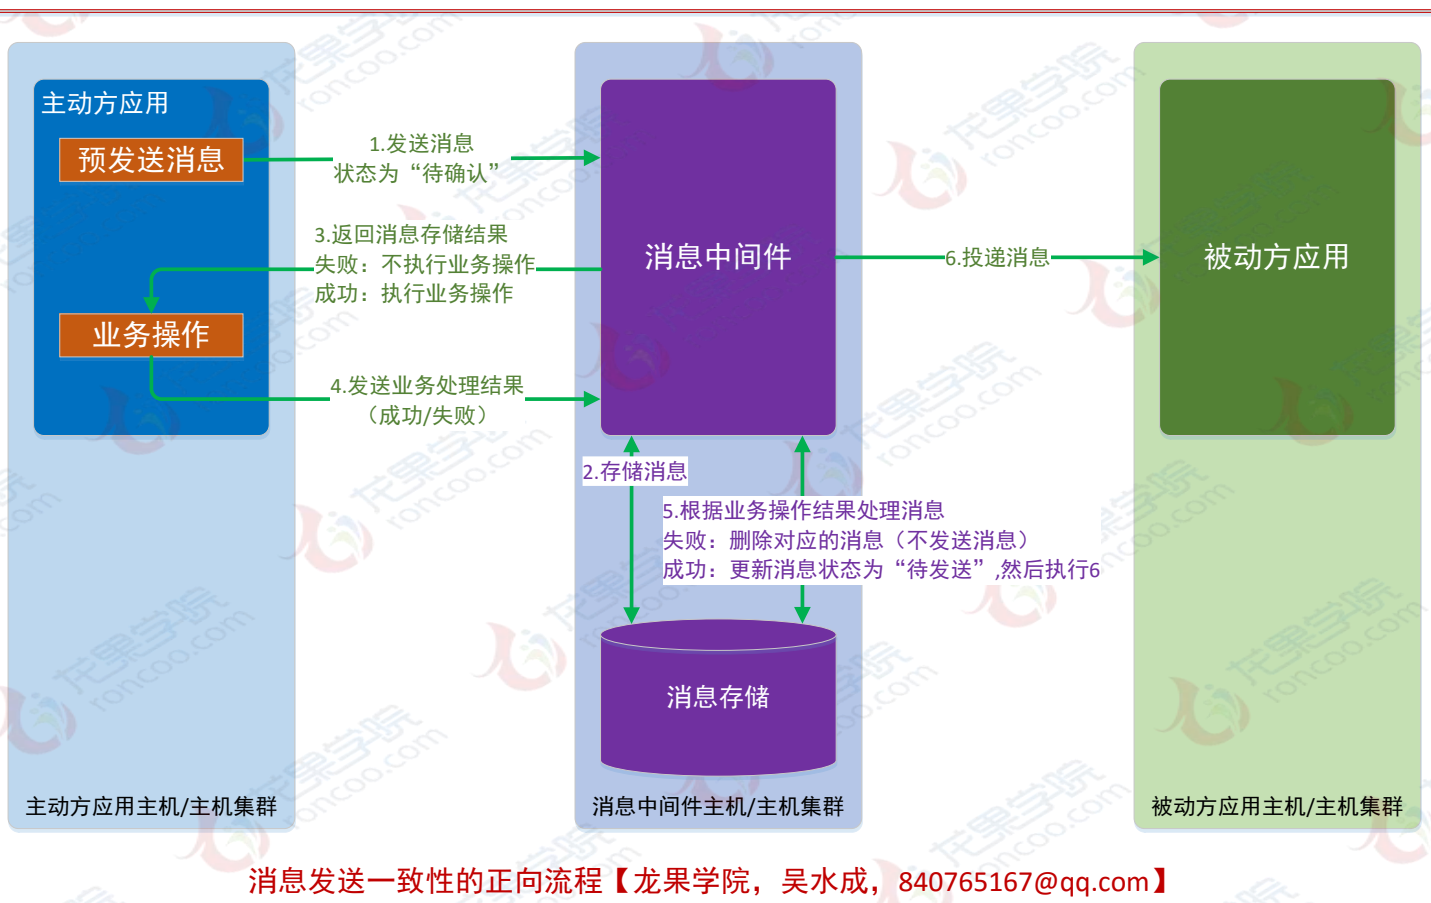 主动方应用
预发送消息
1.发送消息
状态为“待确认”
3.返回消息存储结果
失败：不执行业务操作
成功：执行业务操作
业务操作
4.发送业务处理结果
（成功/失败）
消息中间件
6.投递消息
被动方应用
2.存储消息
5.根据业务操作结果处理消息
失败：删除对应的消息（不发送消息）
成功：更新消息状态为“待发送”,然后执行6
消息存储
主动方应用主机/主机集群
消息中间件主机/主机集群
被动方应用主机/主机集群
消息发送一致性的正向流程【龙果学院，吴水成，840765167@qq.com】
龙果学院
roncoo.com